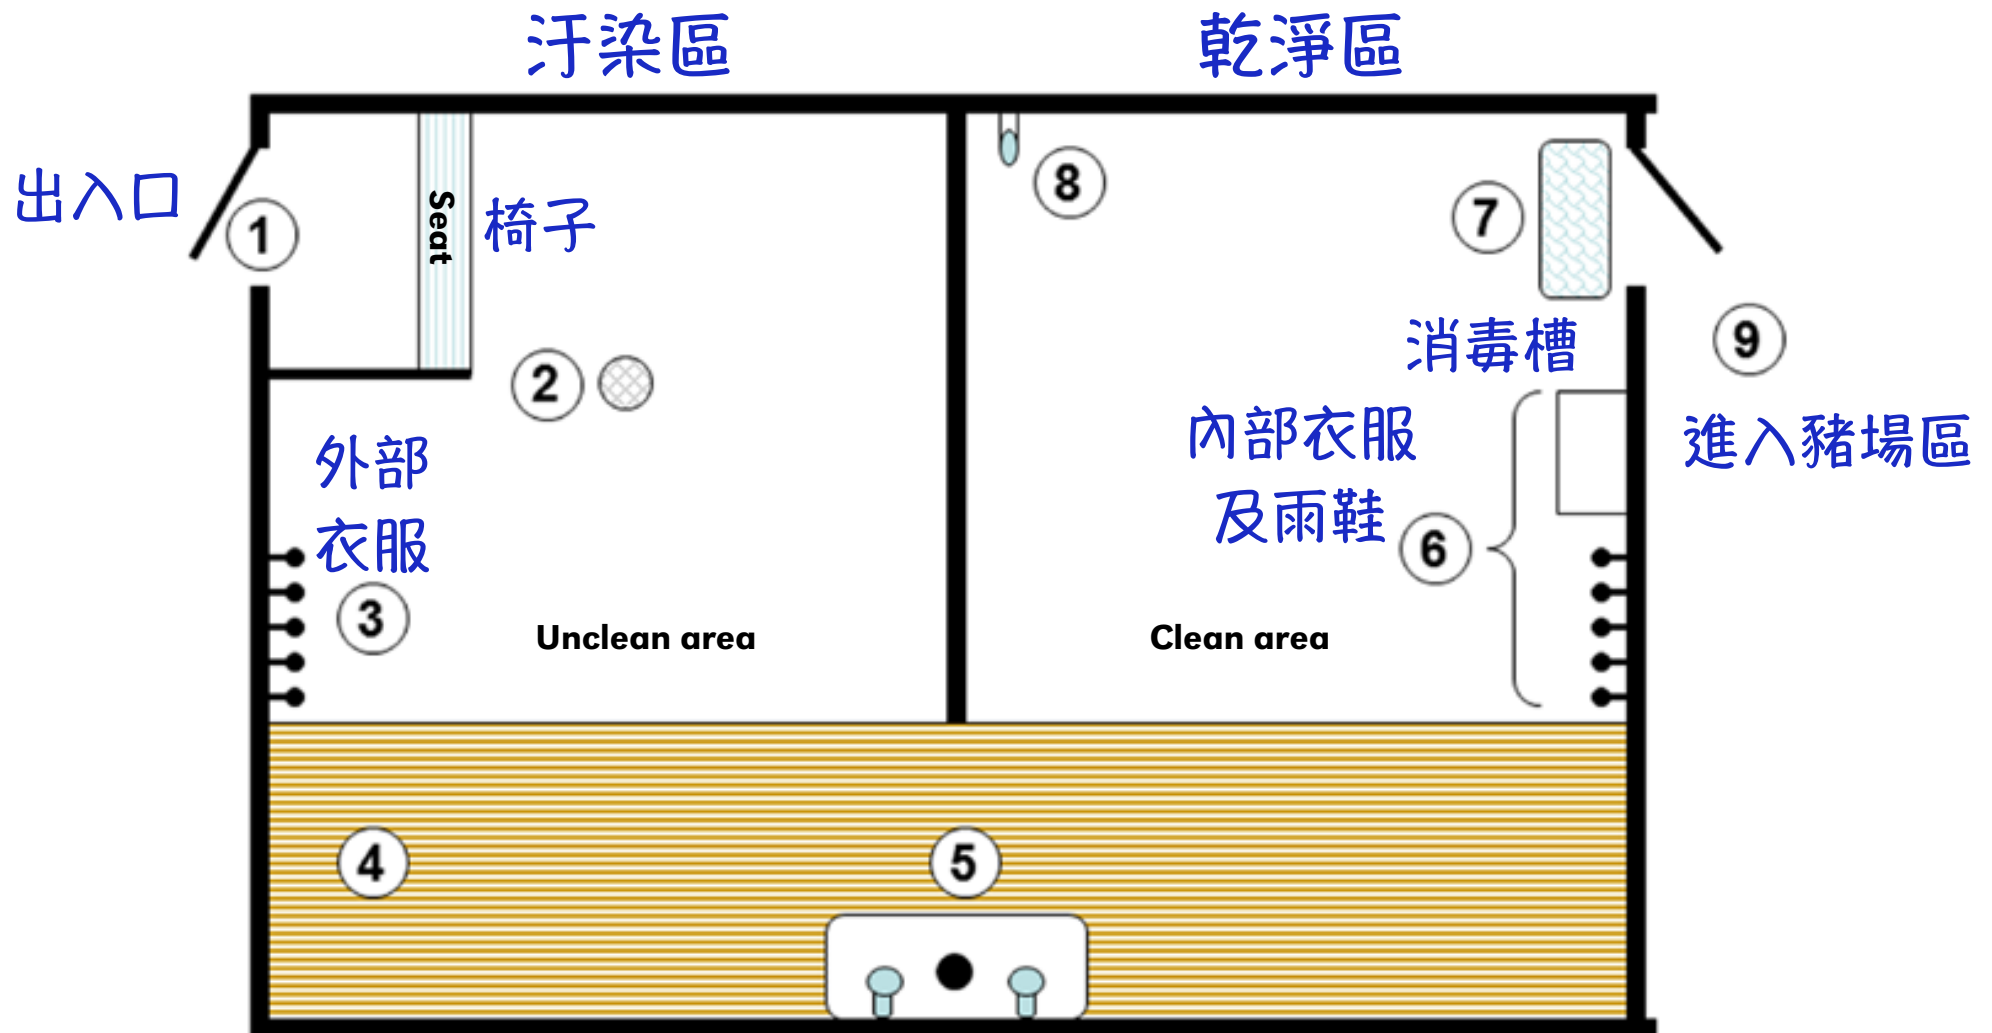 汙染區
乾淨區
出入口
1
Seat
椅子
8
7
2
消毒槽
9
外部
衣服
內部衣服
及雨鞋
進入豬場區
6
3
Unclean area
Clean area
4
5